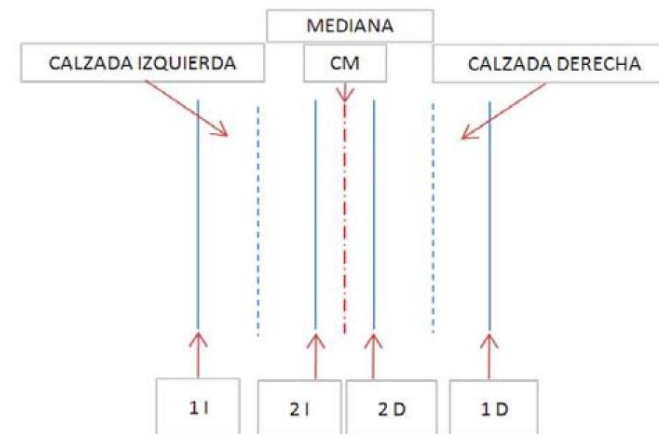 MEDIANA
CALZADA IZQUIERDA
CM
CALZADA DERECHA
1 I
2 I
2 D
1 D